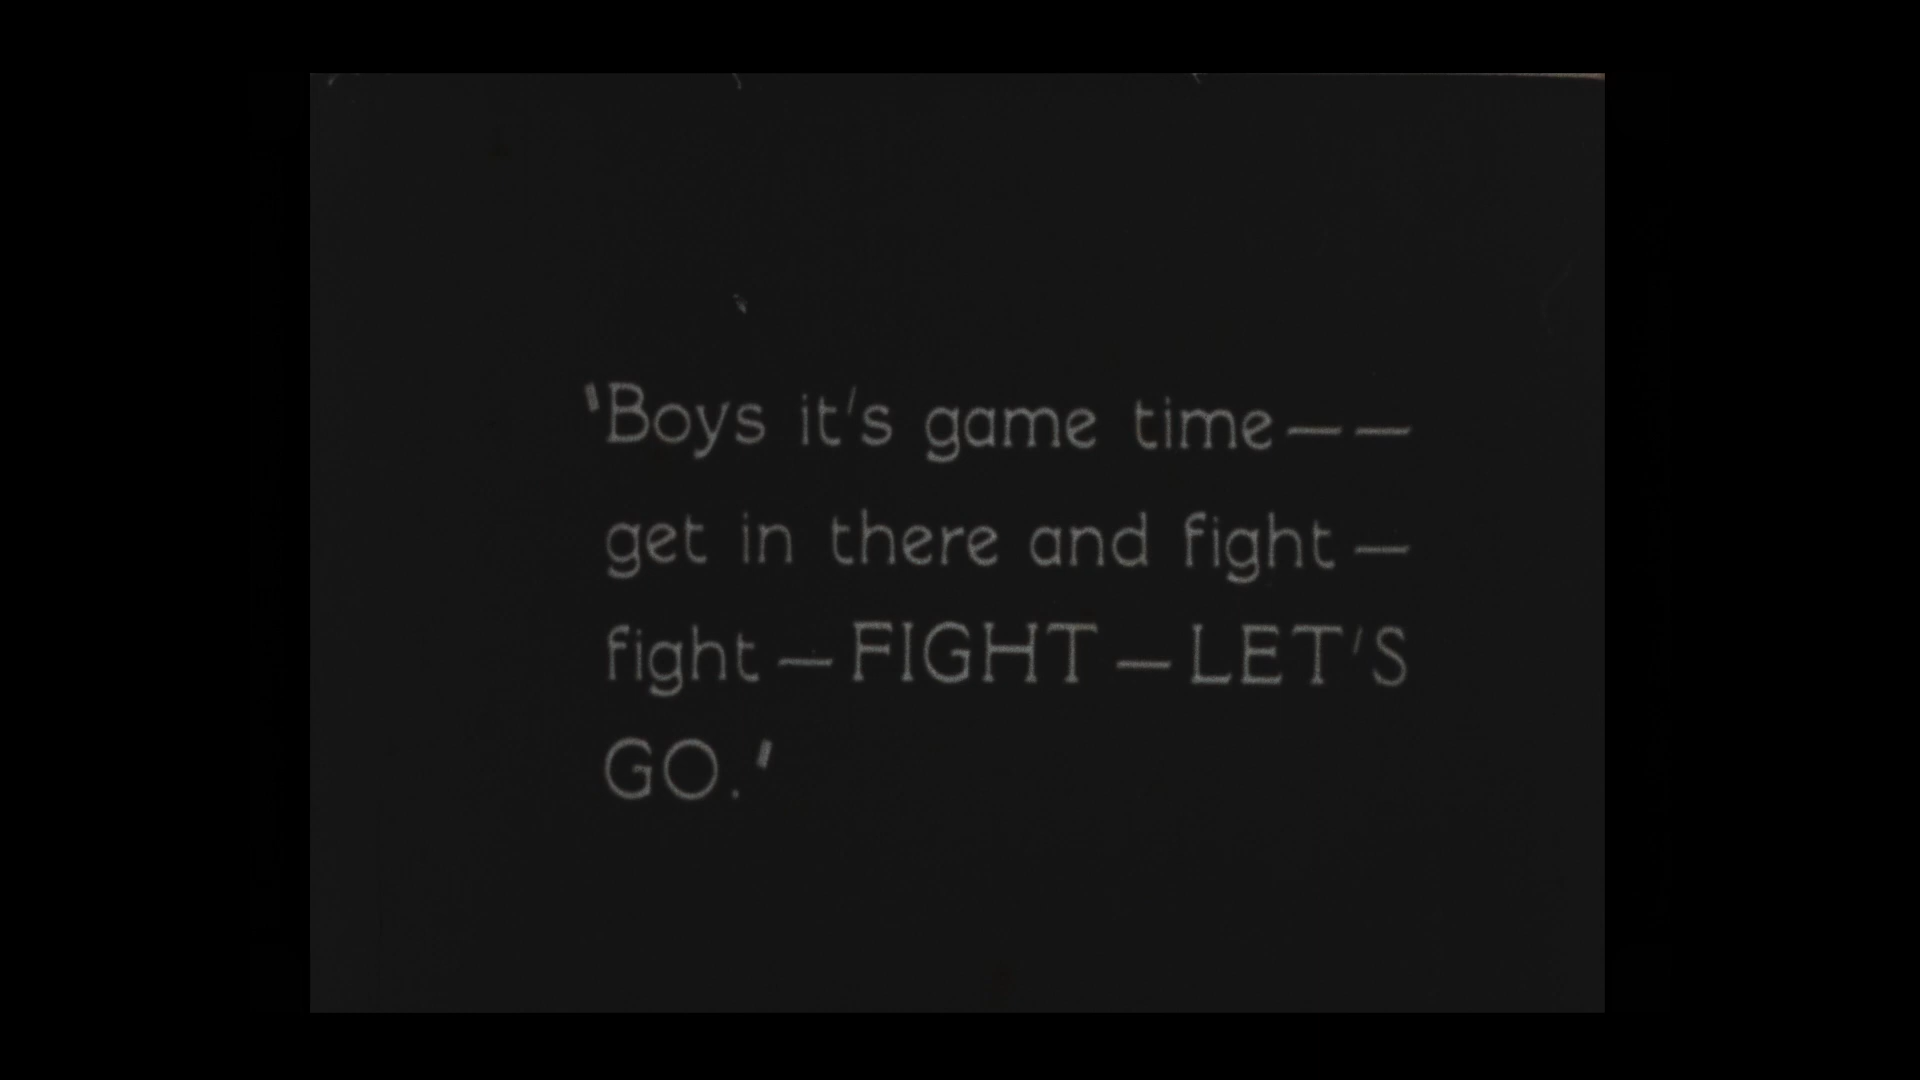 'Boys it's game time——
get in there and fight—
fight—FIGHT—LET'S
GO.'